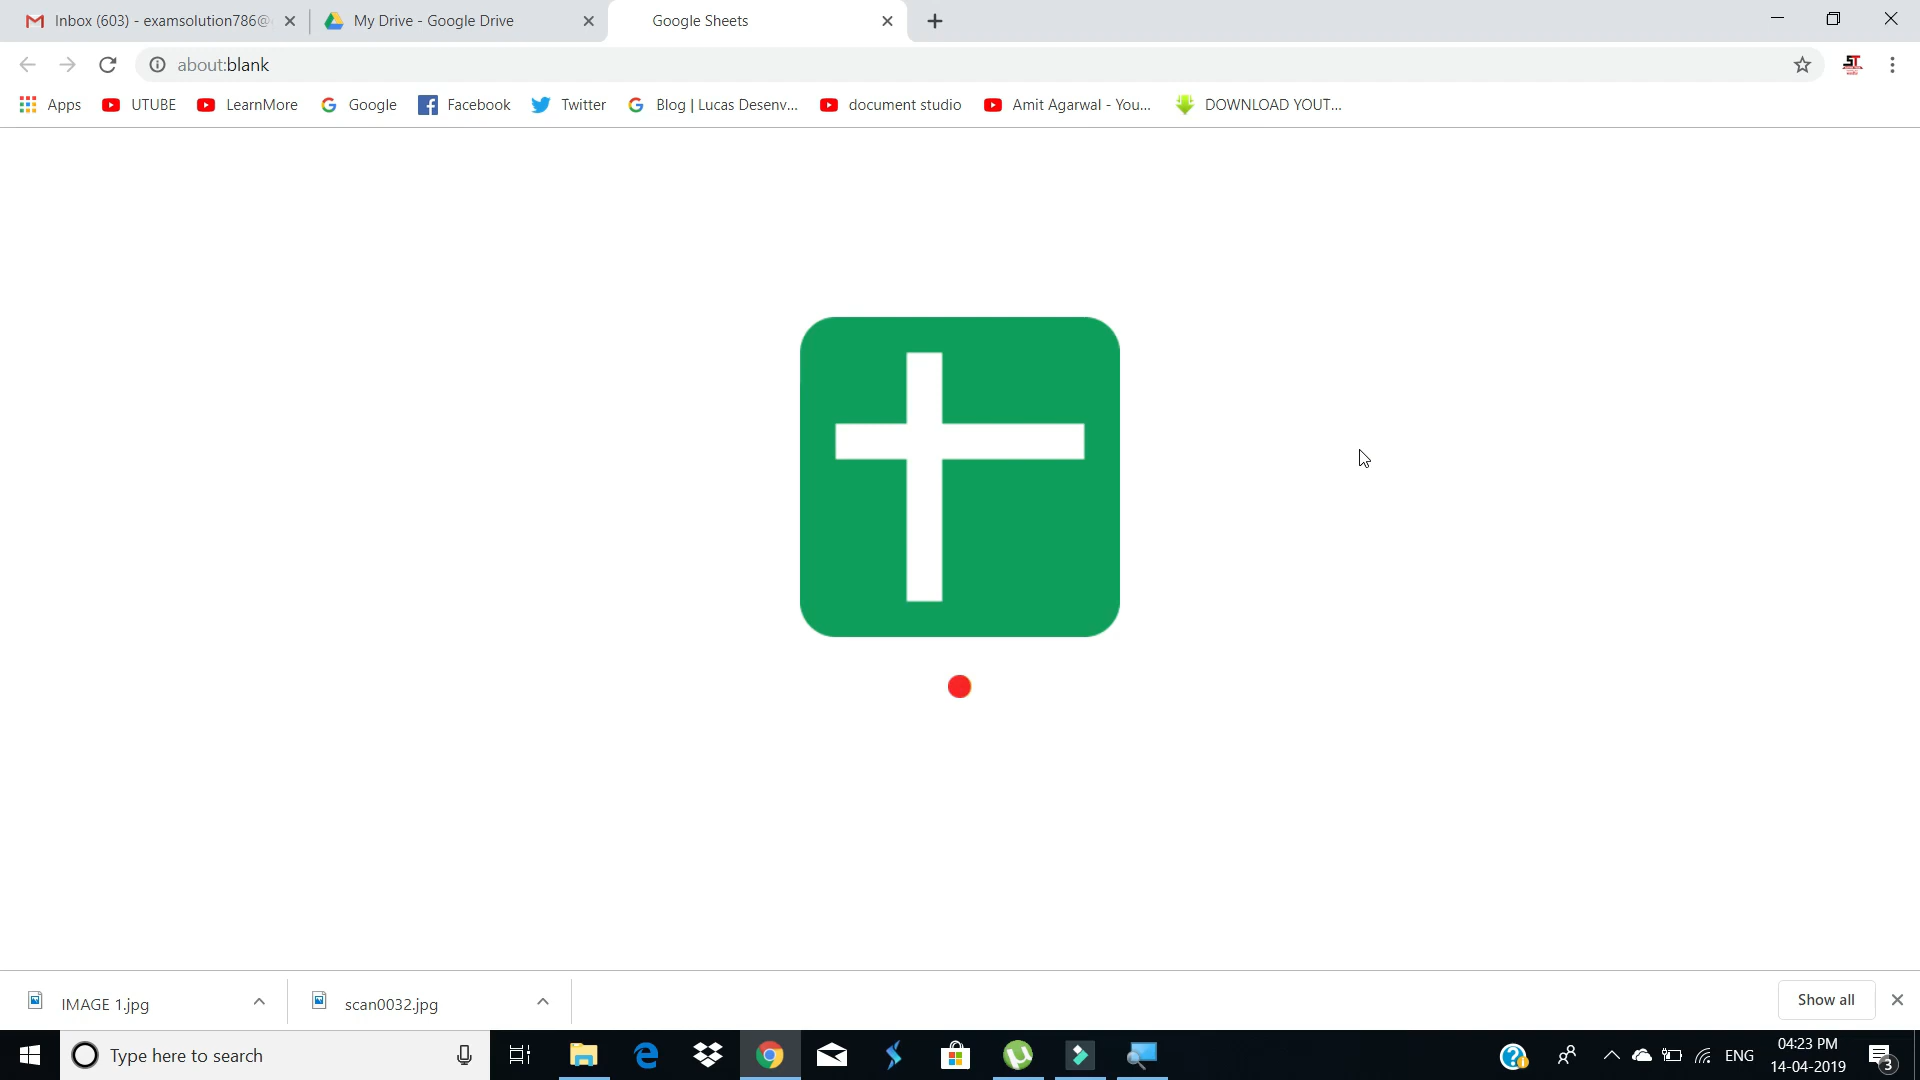 Inbox (603) - examsolution786@
My Drive - Google Drive
Google Sheets
about:blank
Apps
UTUBE
LearnMore
Google
Facebook
Twitter
Blog | Lucas Desenv...
document studio
Amit Agarwal - You...
DOWNLOAD YOUT...
IMAGE 1.jpg
scan0032.jpg
Show all
Type here to search
ENG
04:23 PM
14-04-2019
3